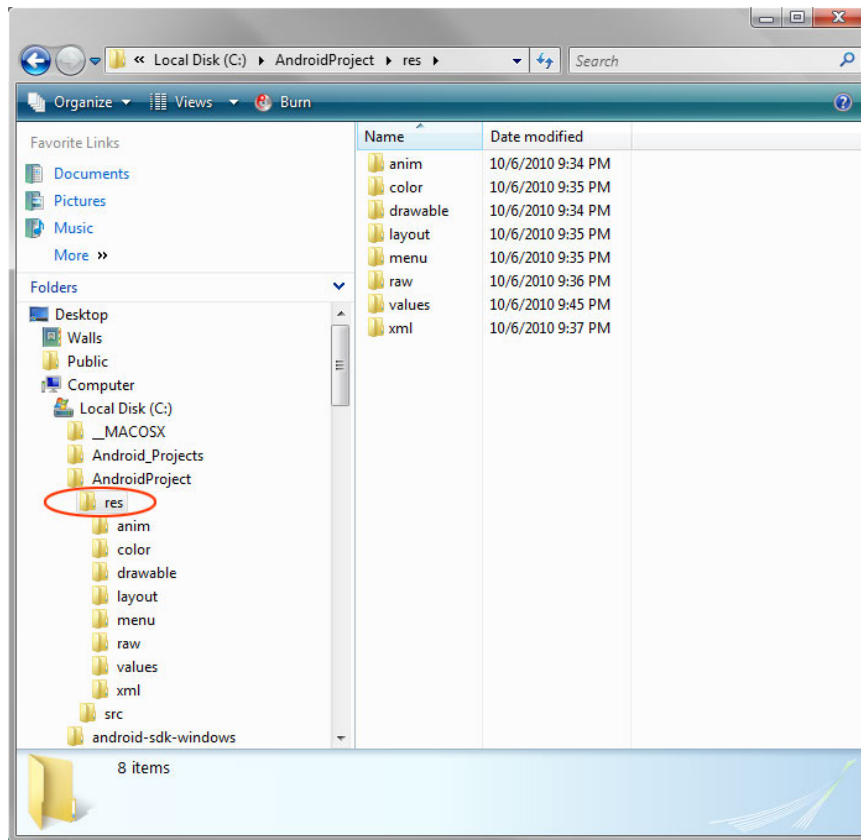 « Local Disk (C:) ▸ AndroidProject ▸ res ▸ Search
Organize Views Burn
Favorite Links
Documents
Pictures
Music
More »
Folders
Desktop
Walls
Public
Computer
Local Disk (C:)
__MACOSX
Android_Projects
AndroidProject
res
anim
color
drawable
layout
menu
raw
values
xml
src
android-sdk-windows
Name Date modified
anim 10/6/2010 9:34 PM
color 10/6/2010 9:35 PM
drawable 10/6/2010 9:34 PM
layout 10/6/2010 9:35 PM
menu 10/6/2010 9:35 PM
raw 10/6/2010 9:36 PM
values 10/6/2010 9:45 PM
xml 10/6/2010 9:37 PM
8 items